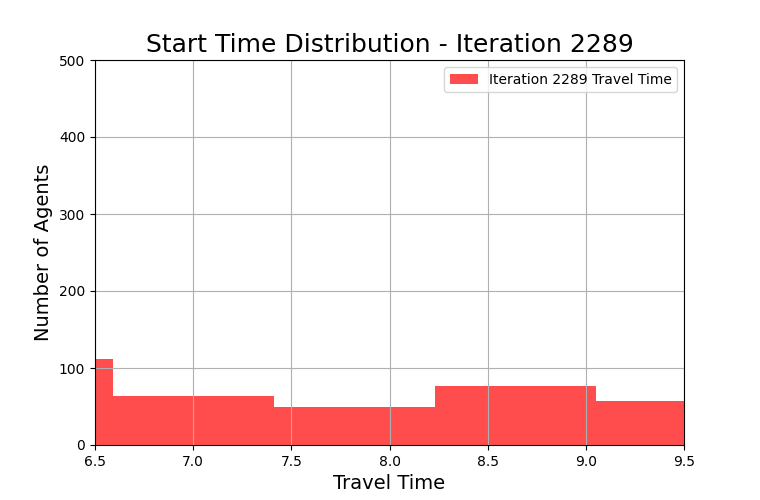 Start Time Distribution - Iteration 2289
Iteration 2289 Travel Time
Number of Agents
500
400
300
200
100
0
6.5 7.0 7.5 8.0 8.5 9.0 9.5
Travel Time